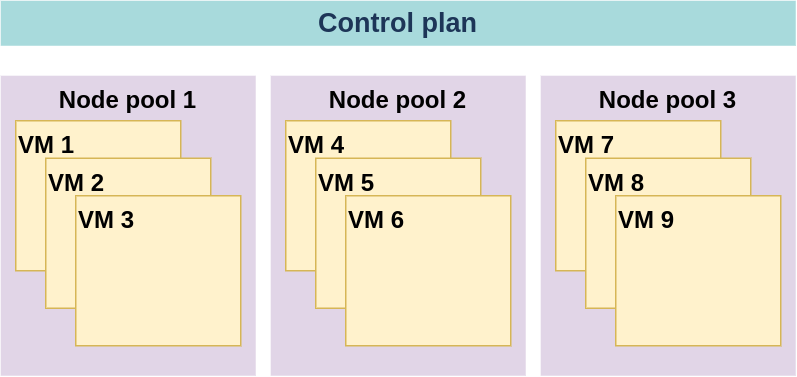 Control plan
Node pool 1
VM 1
VM 2
VM 3
Node pool 2
VM 4
VM 5
VM 6
Node pool 3
VM 7
VM 8
VM 9